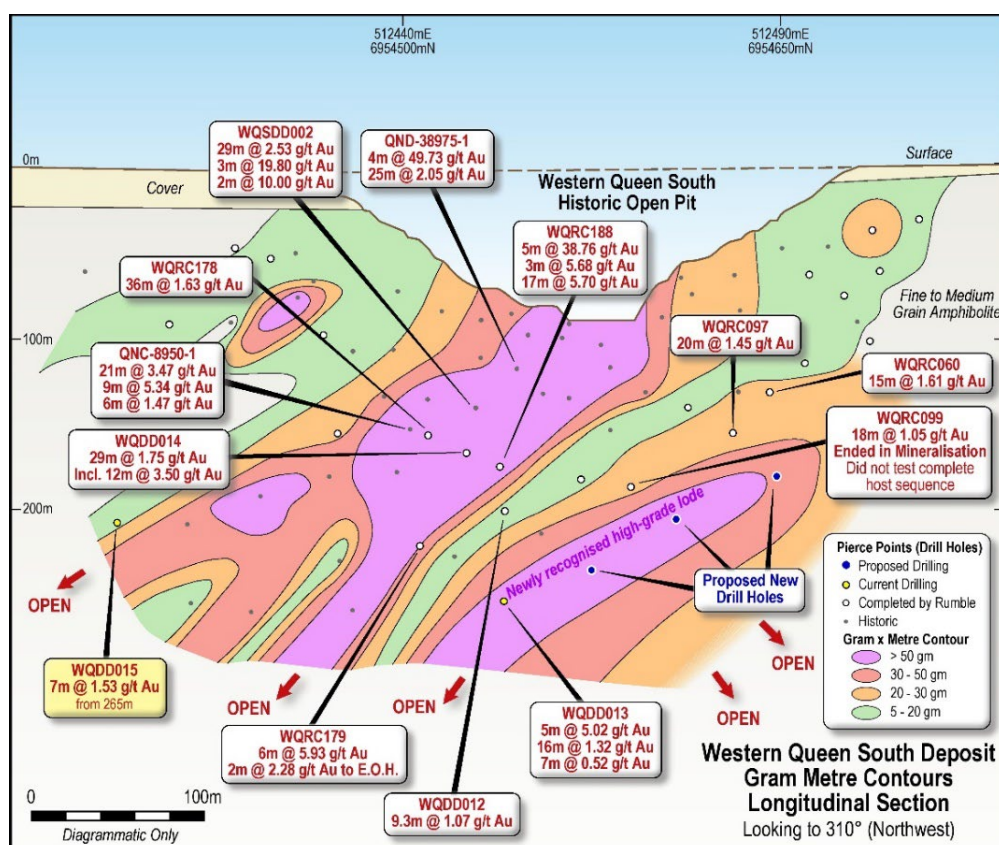 512440mE
6954500mN
512490mE
6954650mN
WQSDD002
29m @ 2.53 g/t Au
3m @ 19.80 g/t Au
2m @ 10.00 g/t Au
QND-38975-1
4m @ 49.73 g/t Au
25m @ 2.05 g/t Au
0m
Surface
Cover
Western Queen South
Historic Open Pit
WQRC188
5m @ 38.76 g/t Au
3m @ 5.68 g/t Au
17m @ 5.70 g/t Au
WQRC178
36m @ 1.63 g/t Au
Fine to Medium
Grain Amphibolite
100m
WQRC097
20m @ 1.45 g/t Au
QNC-8950-1
21m @ 3.47 g/t Au
9m @ 5.34 g/t Au
6m @ 1.47 g/t Au
WQRC060
15m @ 1.61 g/t Au
WQRC099
18m @ 1.05 g/t Au
Ended in Mineralisation
Did not test complete
host sequence
WQDD014
29m @ 1.75 g/t Au
Incl. 12m @ 3.50 g/t Au
200m
Newly recognised high-grade lode
Proposed New
Drill Holes
Pierce Points (Drill Holes)
Proposed Drilling
Current Drilling
Completed by Rumble
Historic
Gram x Metre Contour
> 50 gm
30 - 50 gm
20 - 30 gm
5 - 20 gm
OPEN
OPEN
OPEN
OPEN
OPEN
WQDD015
7m @ 1.53 g/t Au
from 265m
WQRC179
6m @ 5.93 g/t Au
2m @ 2.28 g/t Au to E.O.H.
WQDD013
5m @ 5.02 g/t Au
16m @ 1.32 g/t Au
7m @ 0.52 g/t Au
WQDD012
9.3m @ 1.07 g/t Au
0
100m
Diagrammatic Only
Western Queen South Deposit
Gram Metre Contours
Longitudinal Section
Looking to 310° (Northwest)